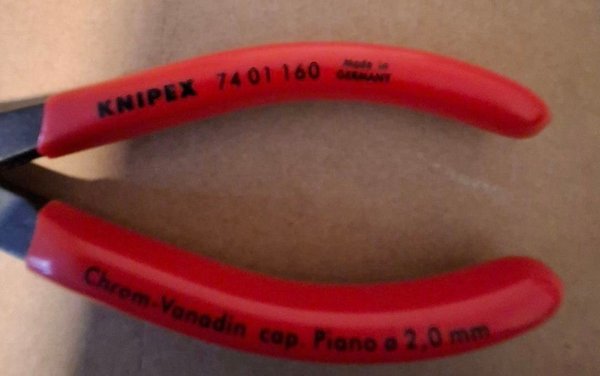 KNIPEX 74 01 160 made in
GERMANY
Chrom-Vanadin cap. Piano ø 2,0 mm